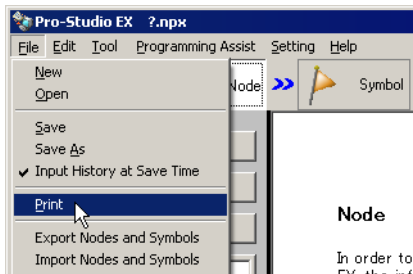 Pro-Studio EX ?.npx
File Edit Tool Programming Assist Setting Help
New
Open
Node
Symbol
Save
Save As
Input History at Save Time
Print
Node
Export Nodes and Symbols
Import Nodes and Symbols
In order to
EX, the inf